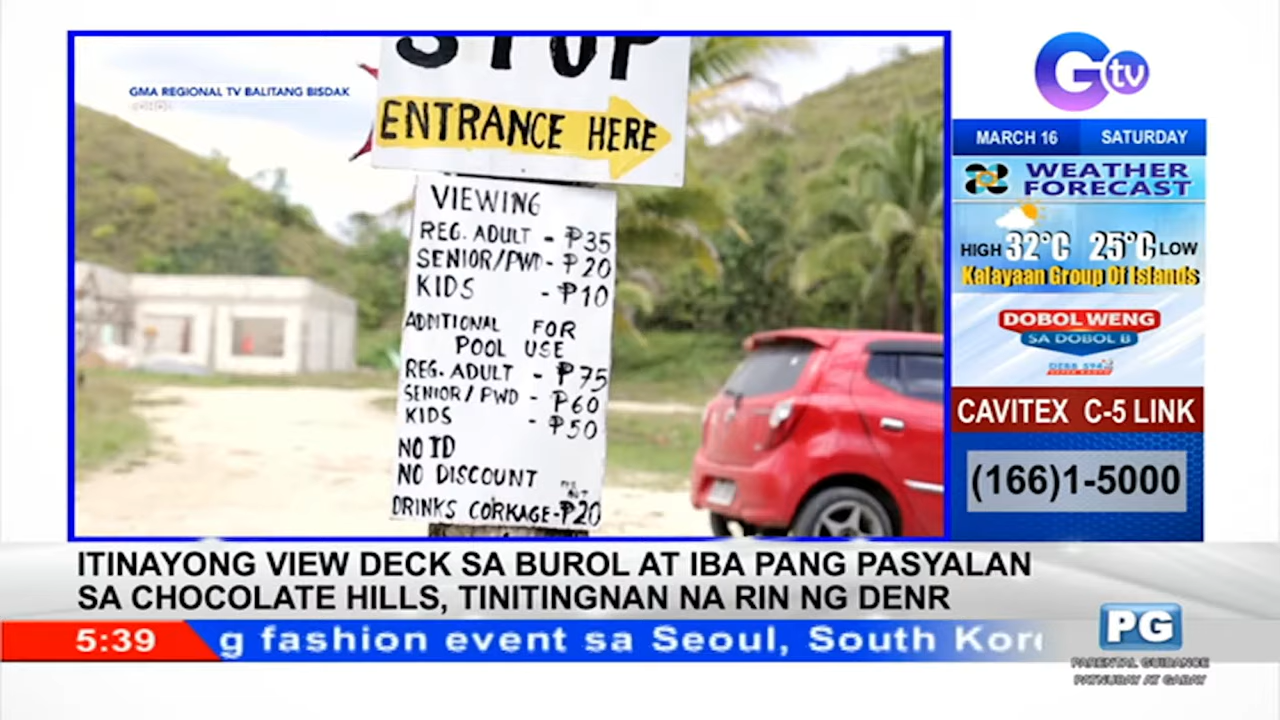 STOP
ENTRANCE HERE
GMA REGIONAL TV BALITANG BISDAK
VIEWING
REG. ADULT - ₱35
SENIOR/PWD - ₱20
KIDS - ₱10
ADDITIONAL FOR
POOL USE
REG. ADULT - ₱75
SENIOR/PWD - ₱60
KIDS - ₱50
NO ID
NO DISCOUNT
DRINKS CORKAGE - ₱20
Gtv
MARCH 16 SATURDAY
WEATHER
FORECAST
HIGH 32°C 25°C LOW
Kalayaan Group Of Islands
DOBOL WENG
SA DOBOL B
DZBB 594
CAVITEX C-5 LINK
(166)1-5000
ITINAYONG VIEW DECK SA BUROL AT IBA PANG PASYALAN
SA CHOCOLATE HILLS, TINITINGNAN NA RIN NG DENR
5:39 g fashion event sa Seoul, South Kor
PG
PARENTAL GUIDANCE
PATNUBAY AT GABAY